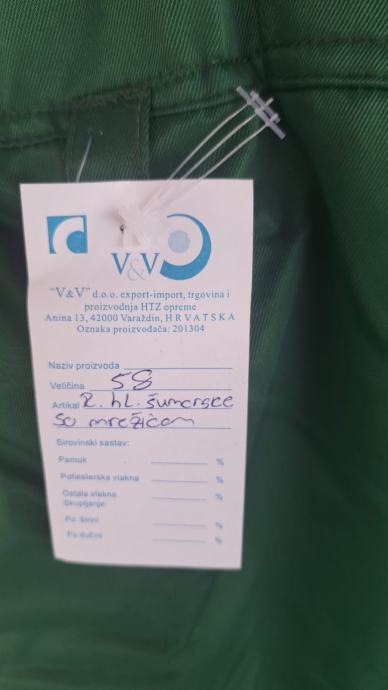 V&V
"V&V" d.o.o. export-import, trgovina i
proizvodnja HTZ opreme
Anina 13, 42000 Varaždin, HRVATSKA
Oznaka proizvođača: 201304
Naziv proizvoda
Veličina 58
Artikal R. hl. šumarske
sa mrežicom
Sirovinski sastav:
Pamuk %
Poliesterska vlakna %
Ostala vlakna %
Skupljanje:
Po širini %
Po dužini %